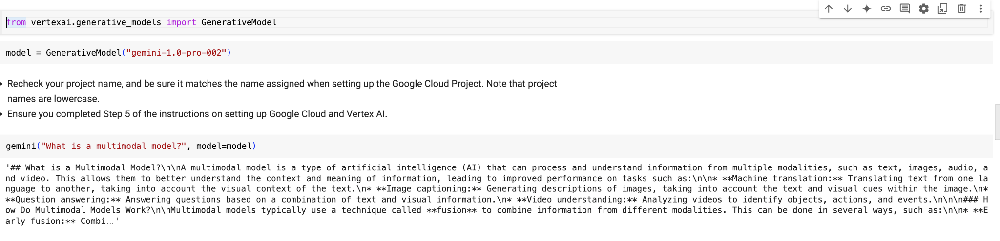 from vertexai.generative_models import GenerativeModel
model = GenerativeModel("gemini-1.0-pro-002")
• Recheck your project name, and be sure it matches the name assigned when setting up the Google Cloud Project. Note that project
names are lowercase.
• Ensure you completed Step 5 of the instructions on setting up Google Cloud and Vertex AI.
gemini("What is a multimodal model?", model=model)
'## What is a Multimodal Model?\n\nA multimodal model is a type of artificial intelligence (AI) that can process and understand information from multiple modalities, such as text, images, audio, a
nd video. This allows them to better understand the context and meaning of information, leading to improved performance on tasks such as:\n\n* **Machine translation:** Translating text from one la
nguage to another, taking into account the visual context of the text.\n* **Image captioning:** Generating descriptions of images, taking into account the text and visual cues within the image.\n*
**Question answering:** Answering questions based on a combination of text and visual information.\n* **Video understanding:** Analyzing videos to identify objects, actions, and events.\n\n\n### H
ow Do Multimodal Models Work?\n\nMultimodal models typically use a technique called **fusion** to combine information from different modalities. This can be done in several ways, such as:\n\n* **E
arly fusion:** Combi…'